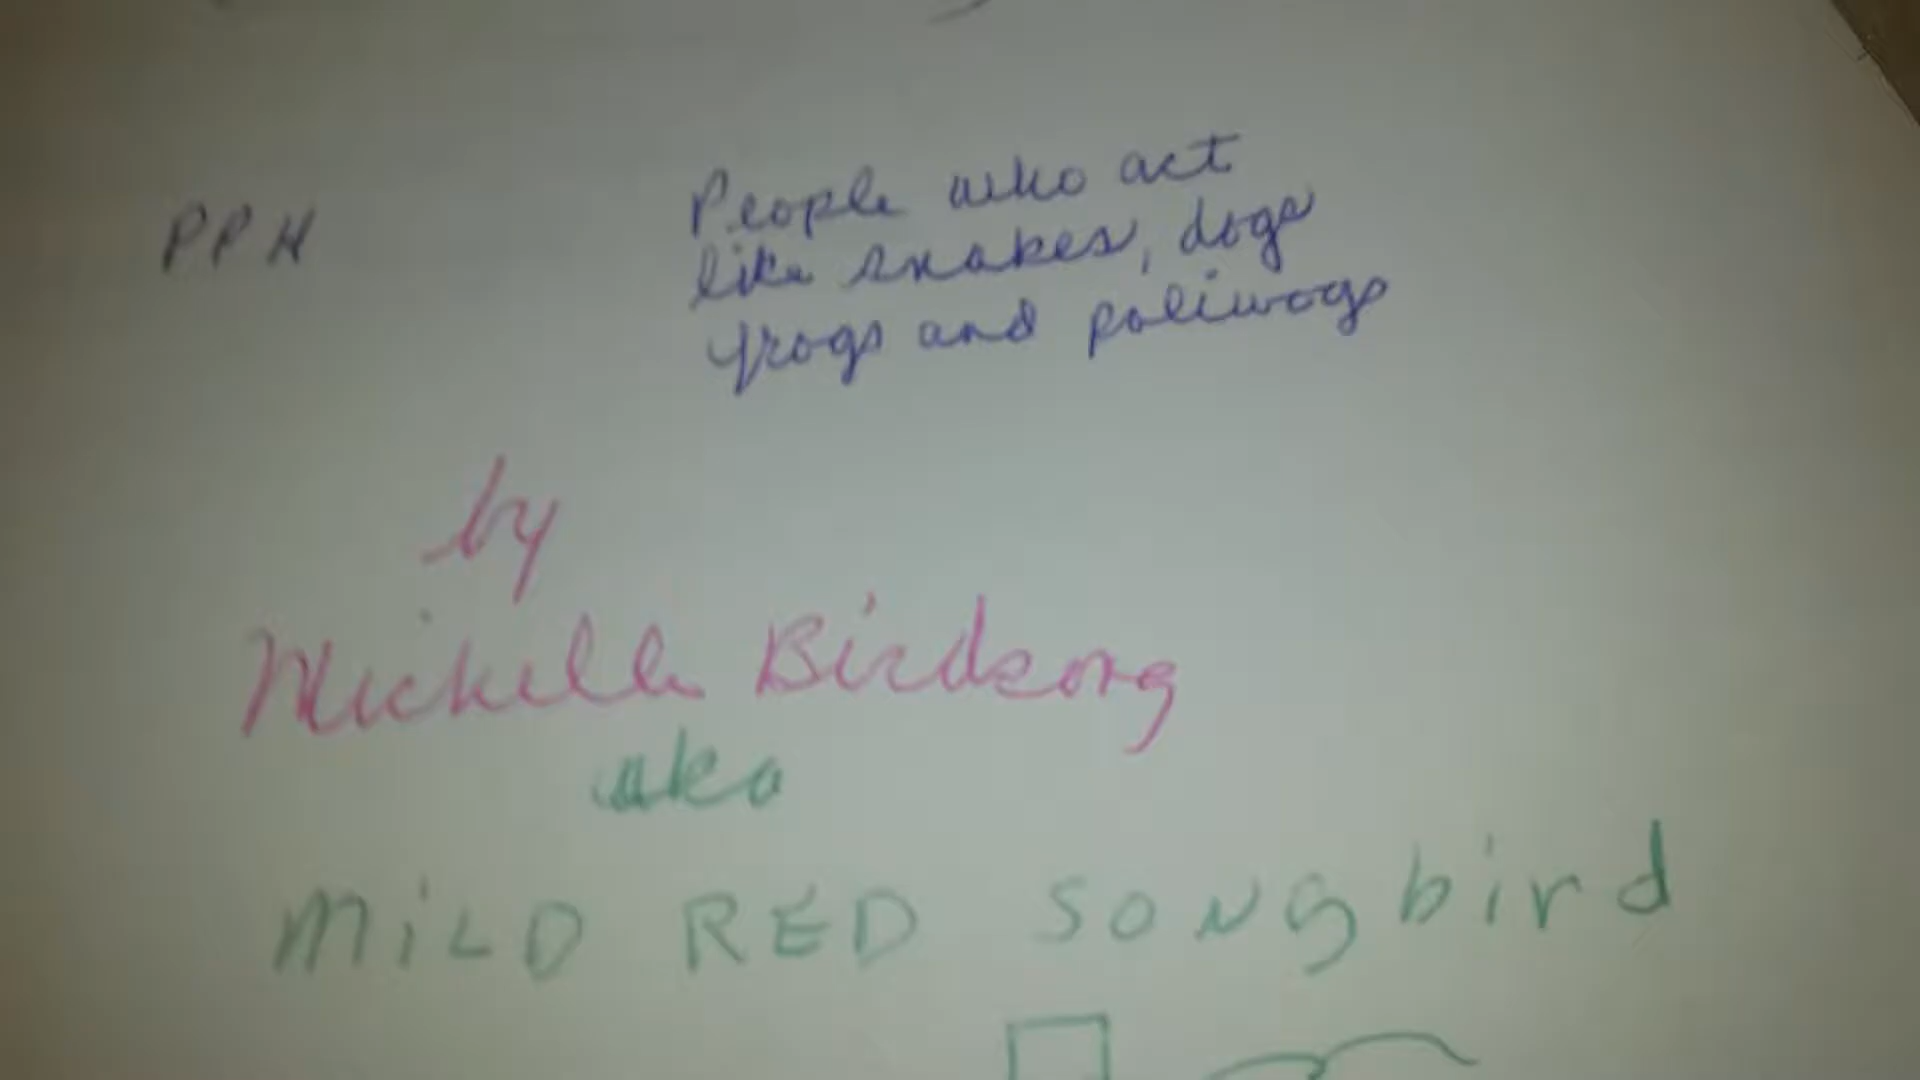 PPH
People who act
like snakes, dogs
frogs and poliwogs
by
Michelle Birdsong
aka
MiLD RED SONGbird